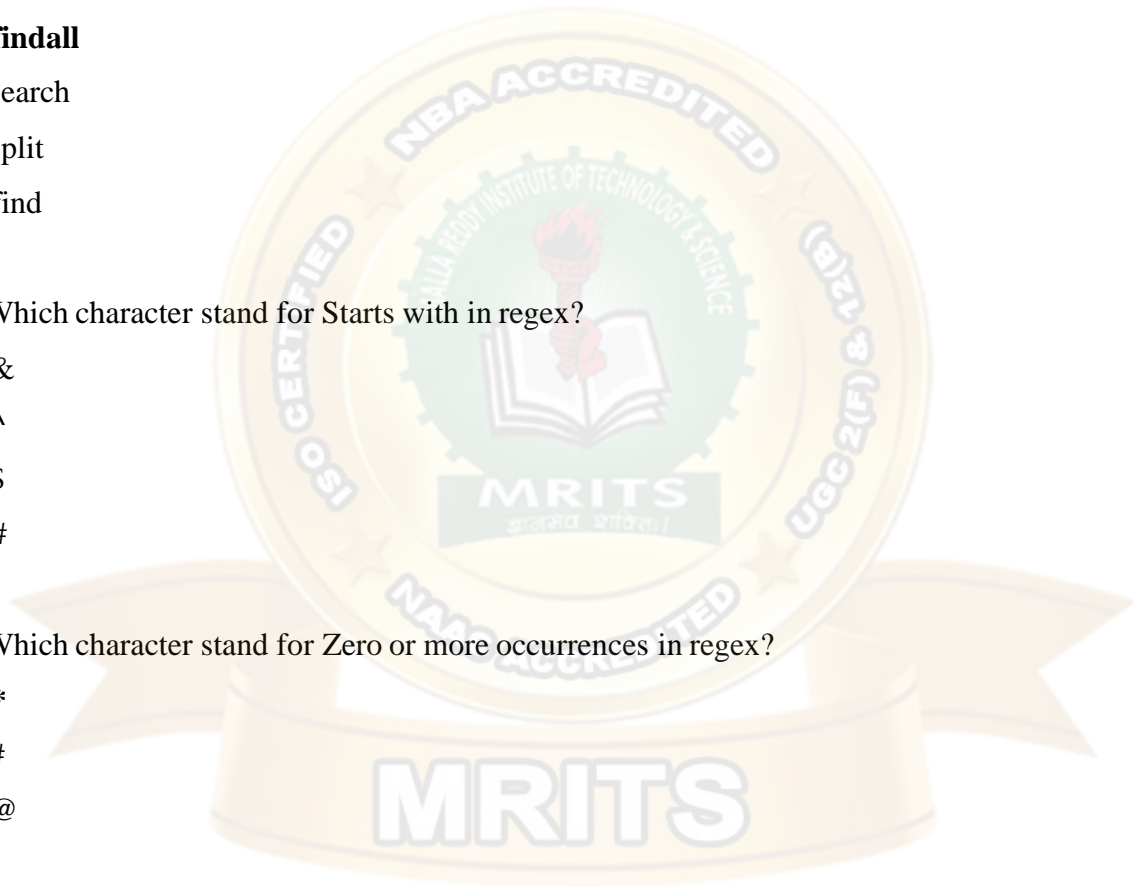 findall
earch
plit
find
NBA ACCREDITED
ISO CERTIFIED
UGC 2(F) & 12(B)
ALLA REDDY INSTITUTE OF TECHNOLOGY & SCIENCE
Which character stand for Starts with in regex?
&
^
$
#
MRITS
NAAC ACCREDITED
Which character stand for Zero or more occurrences in regex?
*
#
@
MRITS